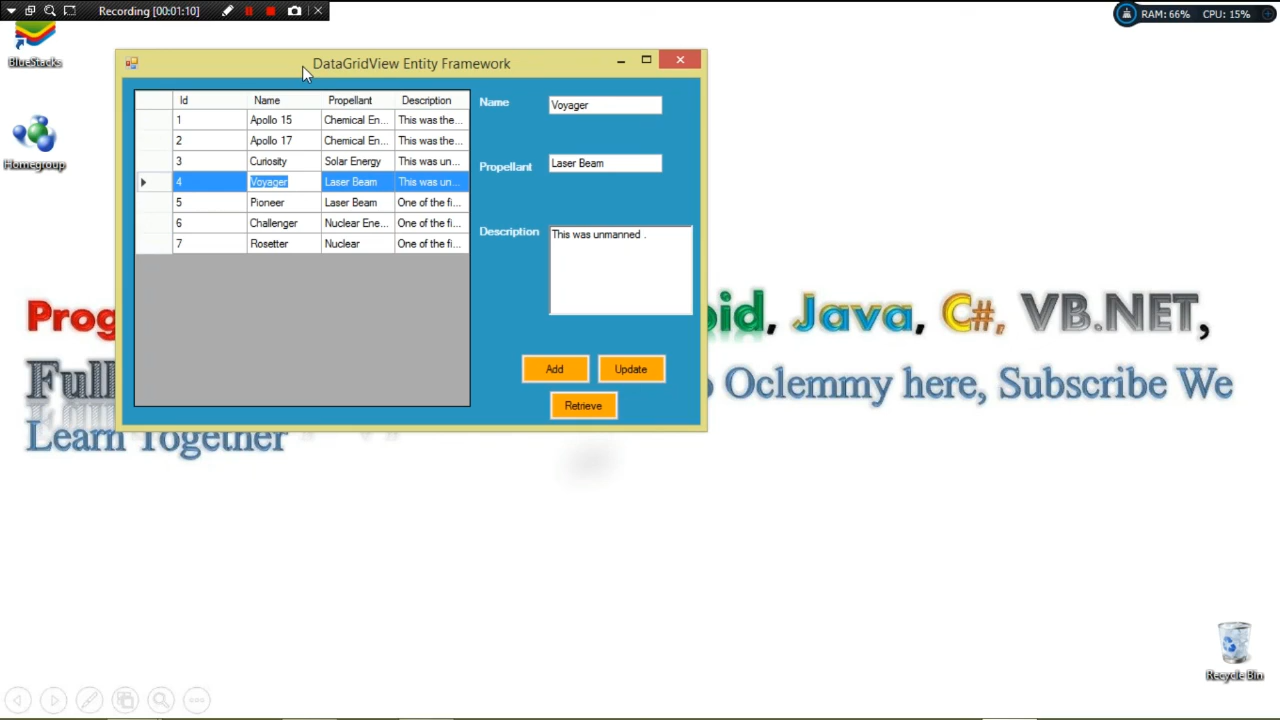 Recording [00:01:10]
RAM: 66% CPU: 15%
BlueStacks
Homegroup
DataGridView Entity Framework
Id Name Propellant Description
1 Apollo 15 Chemical En... This was the...
2 Apollo 17 Chemical En... This was the...
3 Curiosity Solar Energy This was un...
4 Voyager Laser Beam This was un...
5 Pioneer Laser Beam One of the fi...
6 Challenger Nuclear Ene... One of the fi...
7 Rosetter Nuclear One of the fi...
Name Voyager
Propellant Laser Beam
Description This was unmanned .
Add Update
Retrieve
Prog oid, Java, C#, VB.NET,
Full Oclemmy here, Subscribe We
Learn Together
Recycle Bin